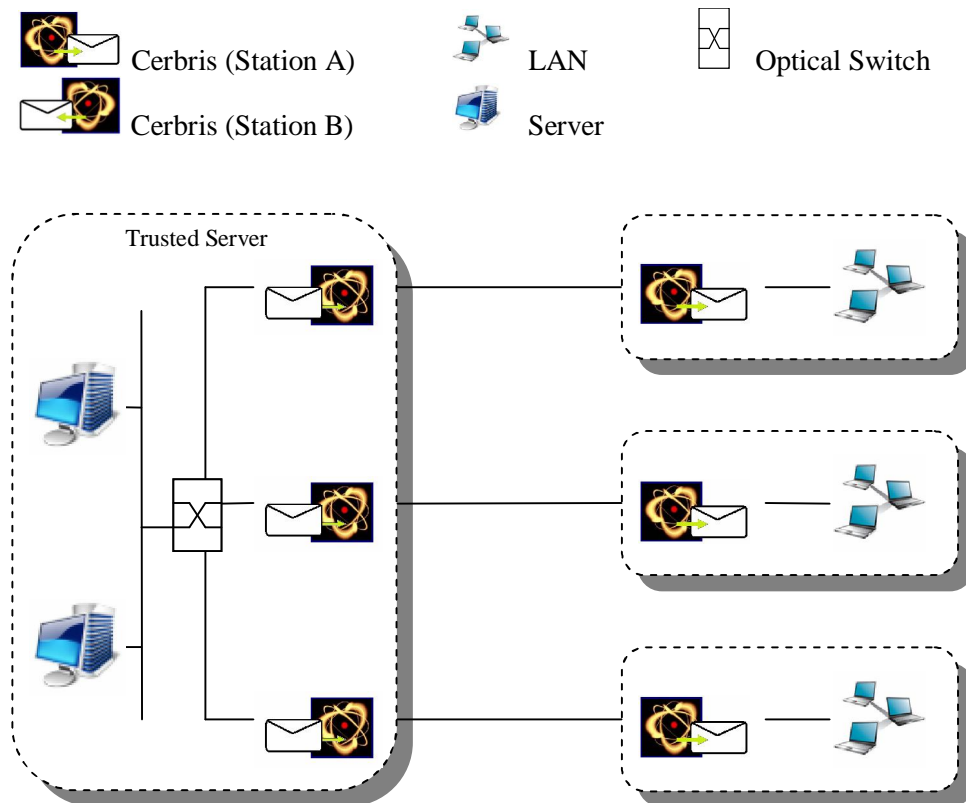 Cerbris (Station A)
LAN
Optical Switch
Cerbris (Station B)
Server
Trusted Server